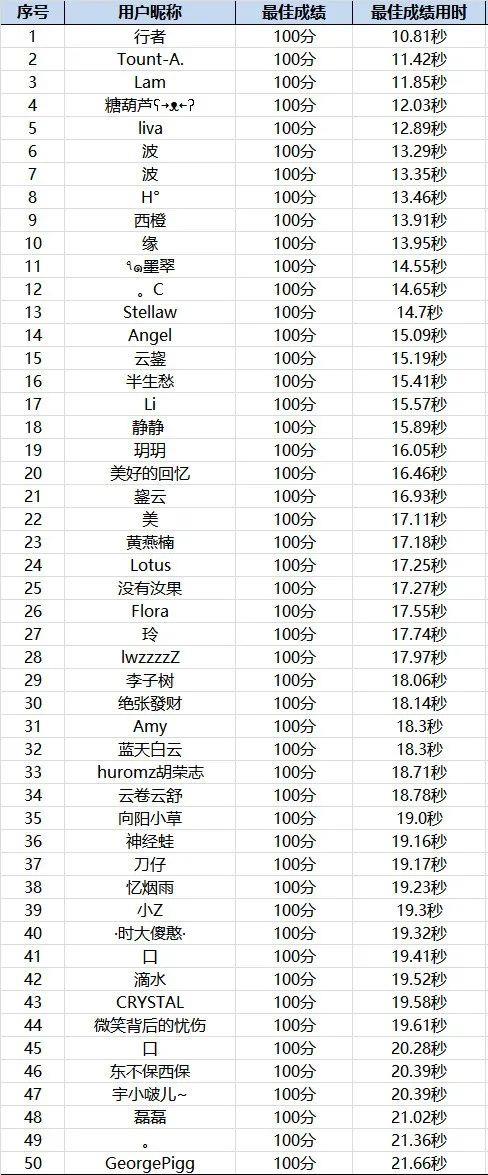 序号 用户昵称 最佳成绩 最佳成绩用时
1 行者 100分 10.81秒
2 Tount-A. 100分 11.42秒
3 Lam 100分 11.85秒
4 糖葫芦ʕ→ᴥ←ʔ 100分 12.03秒
5 liva 100分 12.89秒
6 波 100分 13.29秒
7 波 100分 13.35秒
8 H° 100分 13.46秒
9 西橙 100分 13.91秒
10 缘 100分 13.95秒
11 ఌ墨翠 100分 14.55秒
12 。C 100分 14.65秒
13 Stellaw 100分 14.7秒
14 Angel 100分 15.09秒
15 云鋆 100分 15.19秒
16 半生愁 100分 15.41秒
17 Li 100分 15.57秒
18 静静 100分 15.89秒
19 玥玥 100分 16.05秒
20 美好的回忆 100分 16.46秒
21 鋆云 100分 16.93秒
22 美 100分 17.11秒
23 黄燕楠 100分 17.18秒
24 Lotus 100分 17.25秒
25 没有汝果 100分 17.27秒
26 Flora 100分 17.55秒
27 玲 100分 17.74秒
28 lwzzzzZ 100分 17.97秒
29 李子树 100分 18.06秒
30 绝张發财 100分 18.14秒
31 Amy 100分 18.3秒
32 蓝天白云 100分 18.3秒
33 huromz胡荣志 100分 18.71秒
34 云卷云舒 100分 18.78秒
35 向阳小草 100分 19.0秒
36 神经蛙 100分 19.16秒
37 刀仔 100分 19.17秒
38 忆烟雨 100分 19.23秒
39 小Z 100分 19.3秒
40 ·时大傻憨· 100分 19.32秒
41 口 100分 19.41秒
42 滴水 100分 19.52秒
43 CRYSTAL 100分 19.58秒
44 微笑背后的忧伤 100分 19.61秒
45 口 100分 20.28秒
46 东不保西保 100分 20.39秒
47 宇小啵儿~ 100分 20.39秒
48 磊磊 100分 21.02秒
49 。 100分 21.36秒
50 GeorgePigg 100分 21.66秒